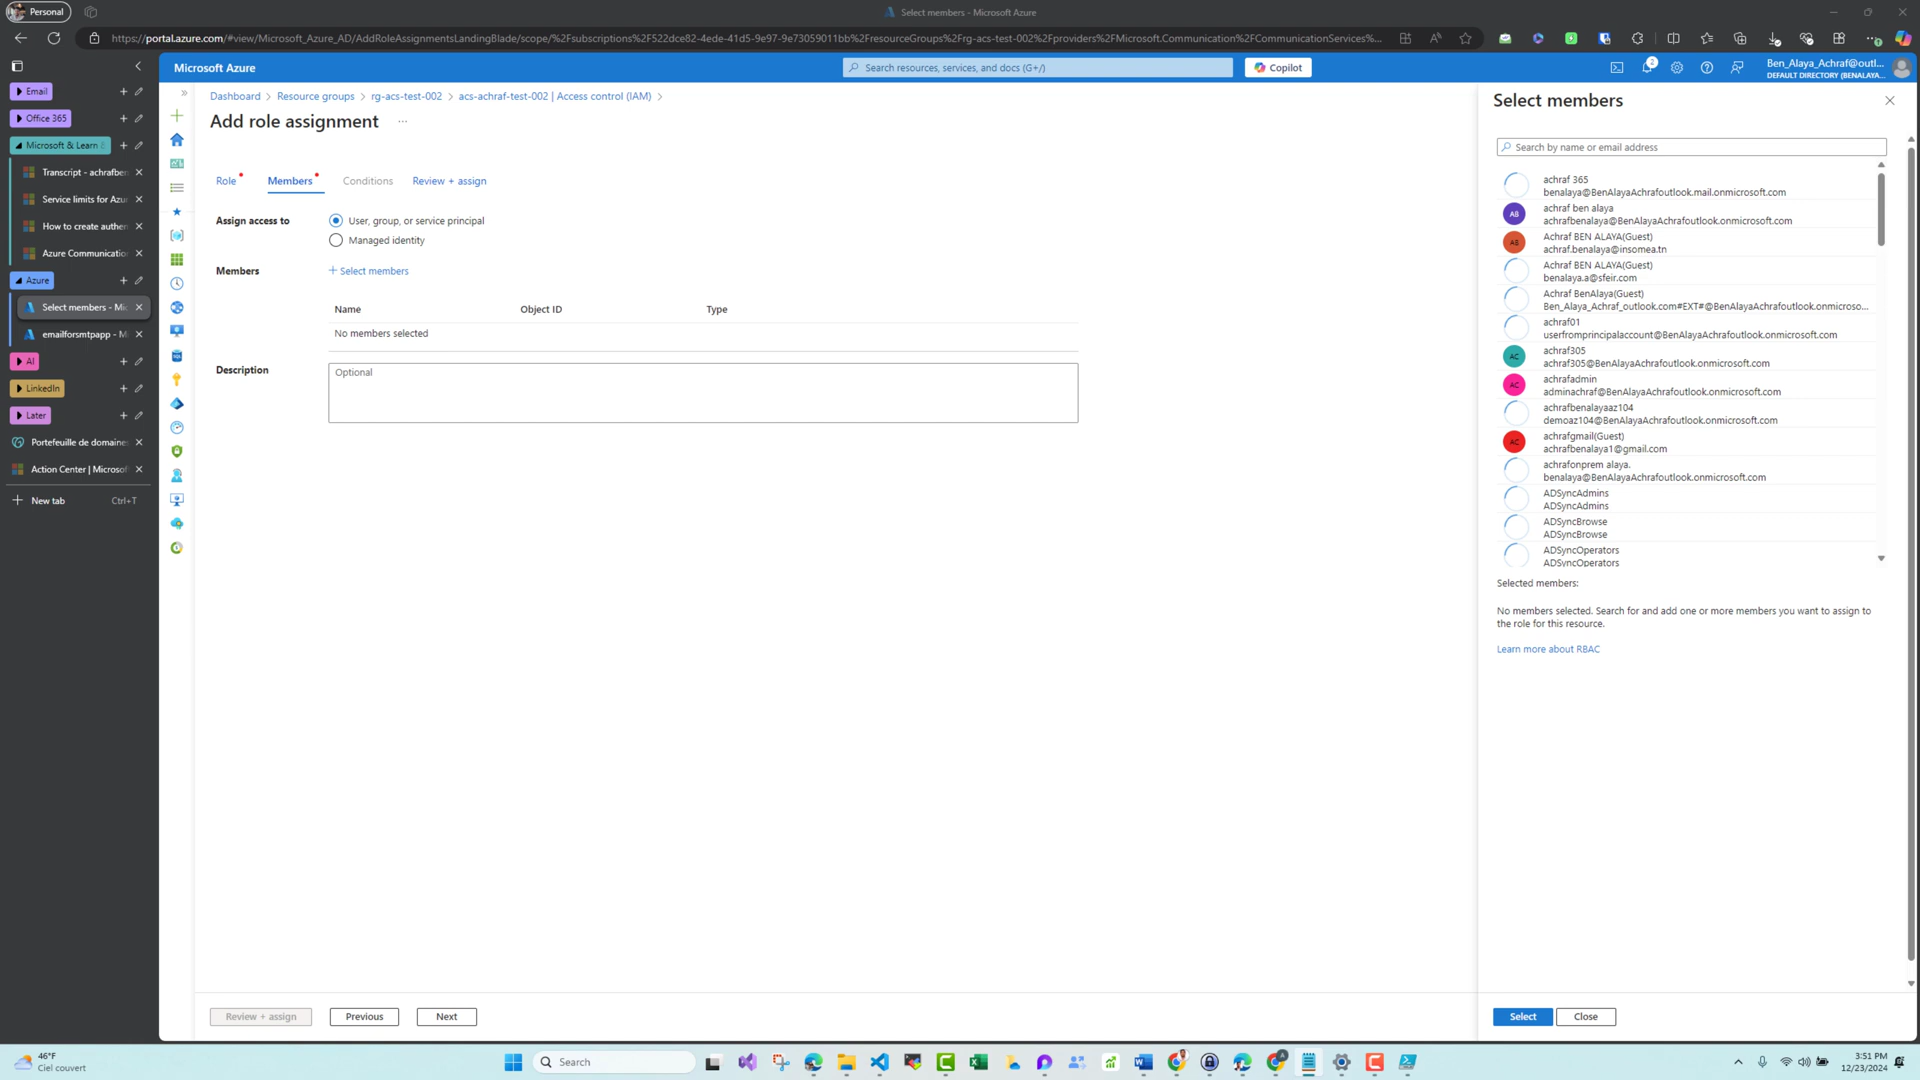 Personal
Select members - Microsoft Azure
https://portal.azure.com/#view/Microsoft_Azure_AD/AddRoleAssignmentsLandingBlade/scope/%2Fsubscriptions%2F522dce82-4ede-41d5-9e97-9e73059011bb%2FresourceGroups%2Frg-acs-test-002%2Fproviders%2FMicrosoft.Communication%2FCommunicationServices%...
Email
Office 365
Microsoft & Learn
Transcript - achrafben
Service limits for Azu
How to create authen
Azure Communicatio
Azure
Select members - Mic
emailforsmtpapp - M
AI
LinkedIn
Later
Portefeuille de domaine
Action Center | Microsof
New tab Ctrl+T
Microsoft Azure
Search resources, services, and docs (G+/)
Copilot
2
Ben_Alaya_Achraf@outl...
DEFAULT DIRECTORY (BENALAYA...
Dashboard > Resource groups > rg-acs-test-002 > acs-achraf-test-002 | Access control (IAM) >
Add role assignment ...
Role Members Conditions Review + assign
Assign access to
User, group, or service principal
Managed identity
Members
+ Select members
Name Object ID Type
No members selected
Description
Optional
Review + assign Previous Next
Select members
Search by name or email address
achraf 365
benalaya@BenAlayaAchrafoutlook.mail.onmicrosoft.com
AB
achraf ben alaya
achrafbenalaya@BenAlayaAchrafoutlook.onmicrosoft.com
AB
Achraf BEN ALAYA(Guest)
achraf.benalaya@insomea.tn
Achraf BEN ALAYA(Guest)
benalaya.a@sfeir.com
Achraf BenAlaya(Guest)
Ben_Alaya_Achraf_outlook.com#EXT#@BenAlayaAchrafoutlook.onmicroso...
achraf01
userfromprincipalaccount@BenAlayaAchrafoutlook.onmicrosoft.com
AC
achraf305
achraf305@BenAlayaAchrafoutlook.onmicrosoft.com
AC
achrafadmin
adminachraf@BenAlayaAchrafoutlook.onmicrosoft.com
achrafbenalayaaz104
demoaz104@BenAlayaAchrafoutlook.onmicrosoft.com
AC
achrafgmail(Guest)
achrafbenalaya1@gmail.com
achrafonprem alaya.
benalaya@BenAlayaAchrafoutlook.onmicrosoft.com
ADSyncAdmins
ADSyncAdmins
ADSyncBrowse
ADSyncBrowse
ADSyncOperators
ADSyncOperators
Selected members:
No members selected. Search for and add one or more members you want to assign to
the role for this resource.
Learn more about RBAC
Select Close
46°F
Ciel couvert
Search
3:51 PM
12/23/2024